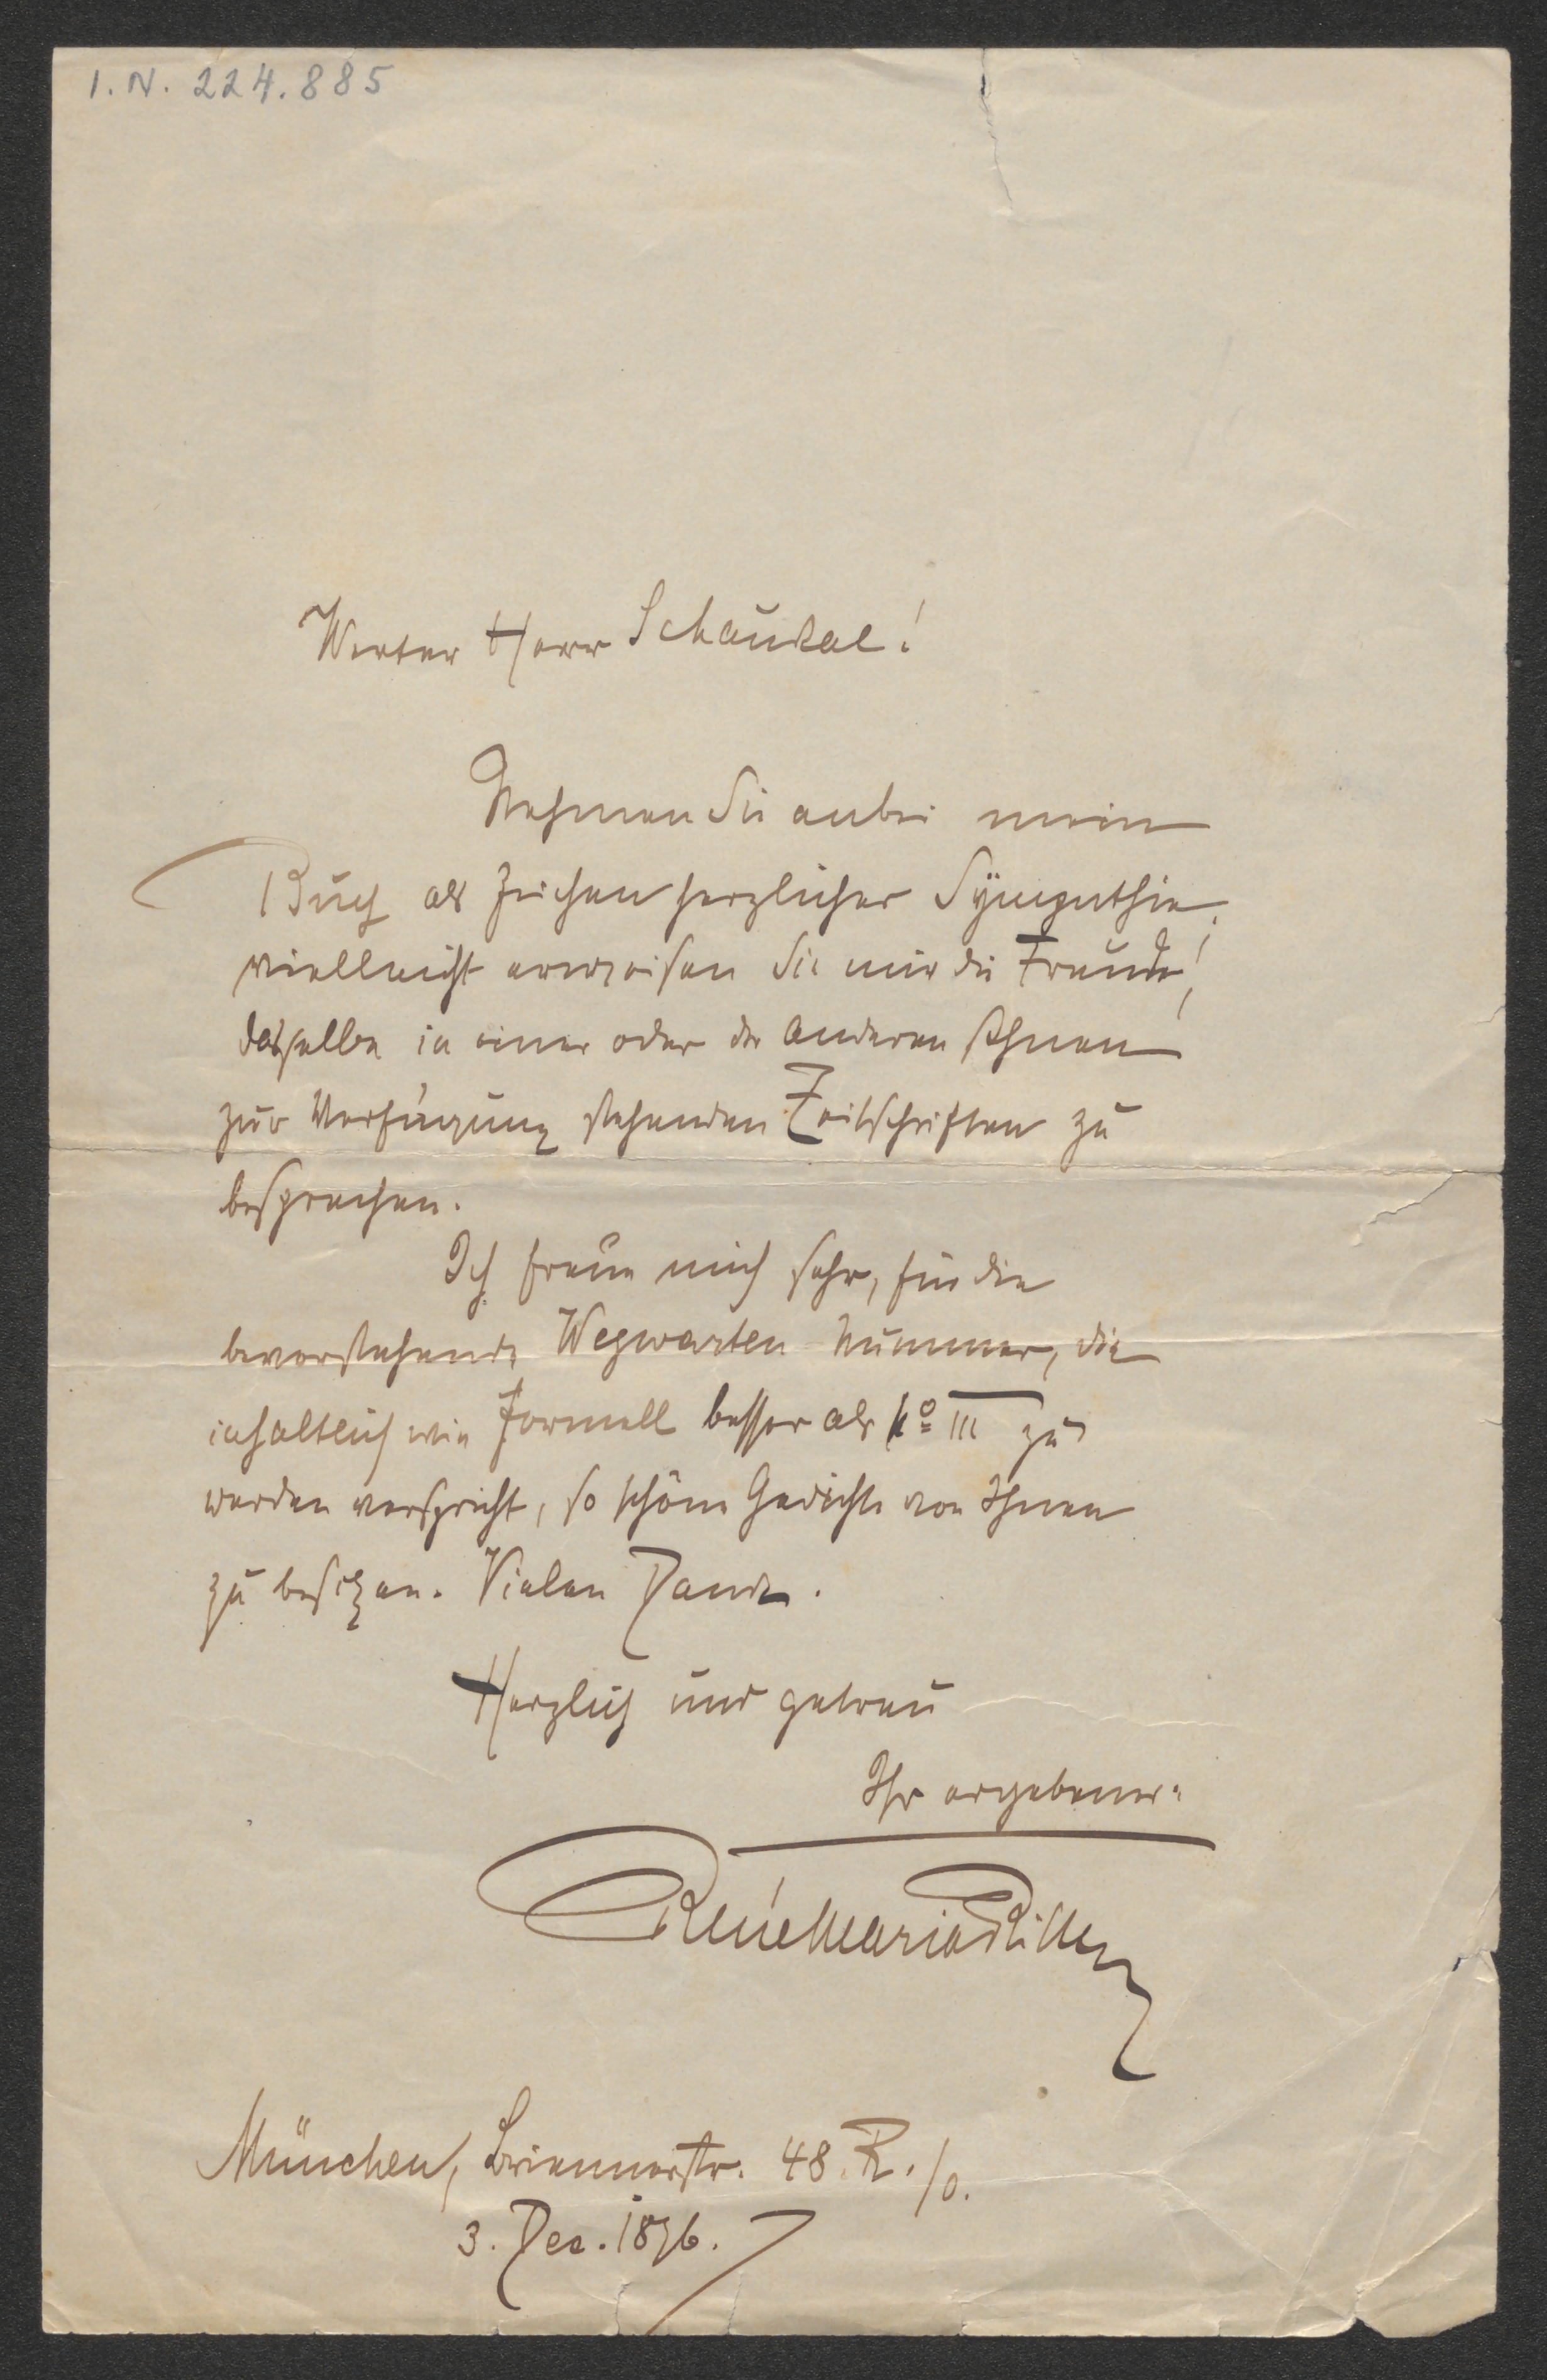 I. N. 224.885
Werter Herr Schaukal!
Nehmen Sie anbei mein
Buch als Zeichen herzlicher Sympathie.
vielleicht erweisen Sie mir die Freude!
dasselbe in einer oder der anderen Ihnen
zur Verfügung stehenden Zeitschriften zu
besprechen.
Ich freue mich sehr, für die
bevorstehende Wegwarten-Nummer, die
inhaltlich wie formell besser als No III zu
werden verspricht, so schöne Gedichte von Ihnen
zu besitzen. Vielen Dank.
Herzlich und getreu
Ihr ergebener:
René Maria Rilke
München, Briennerstr. 48 R./o.
3. Dec. 1896.